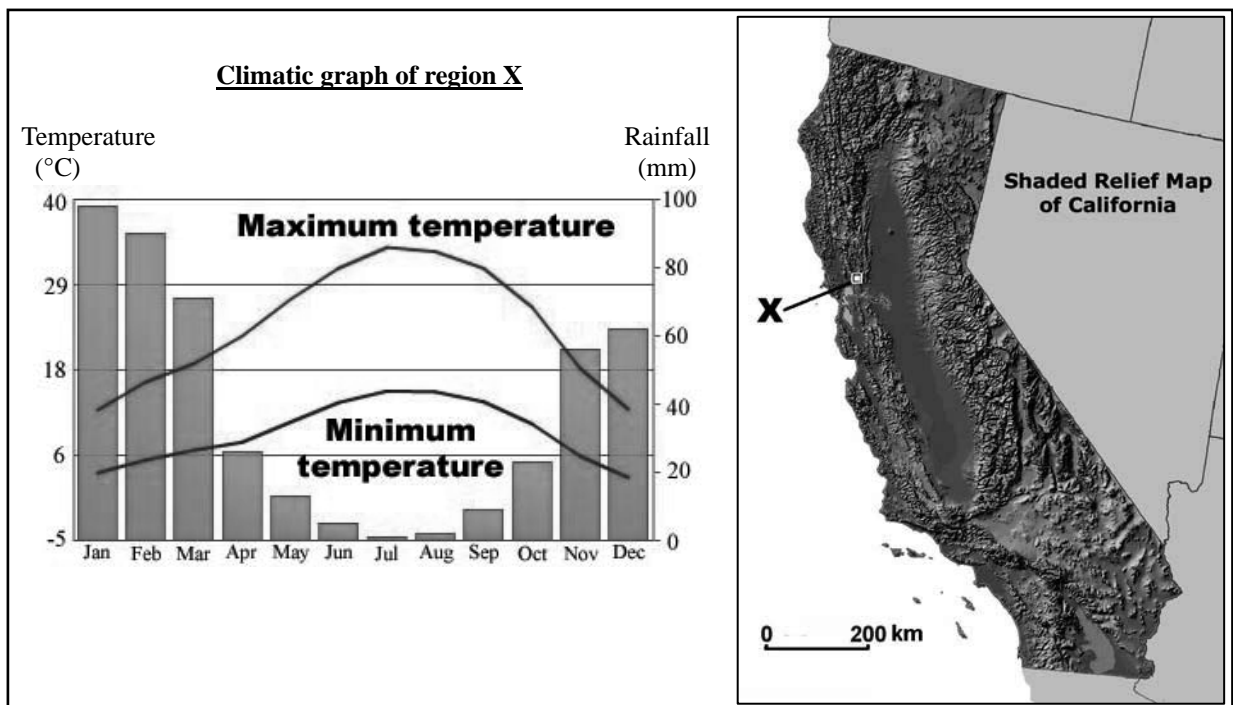 Climatic graph of region X
Temperature
(°C)
Rainfall
(mm)
40
29
18
6
-5
100
80
60
40
20
0
Maximum temperature
Minimum
temperature
Jan Feb Mar Apr May Jun Jul Aug Sep Oct Nov Dec
Shaded Relief Map
of California
X
0 200 km